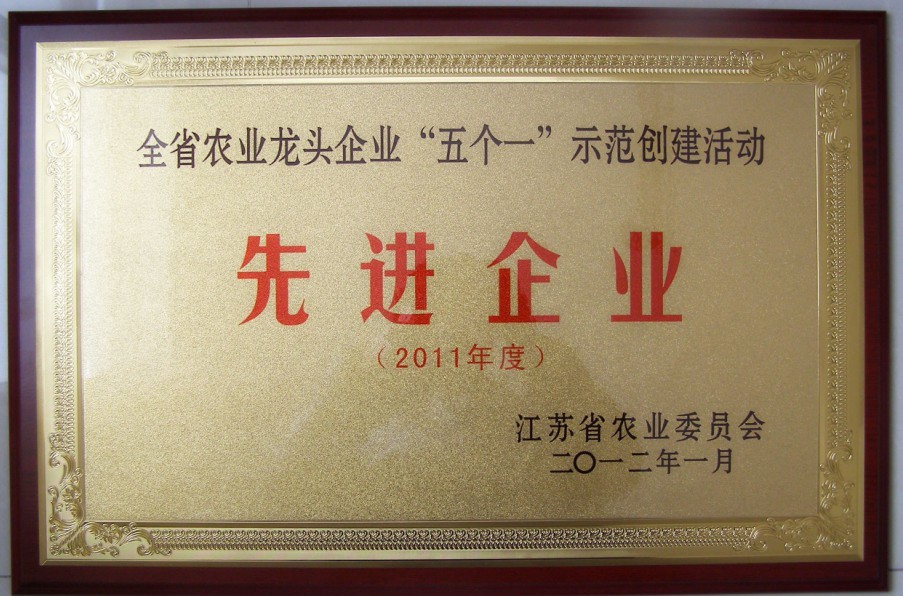 全省农业龙头企业“五个一”示范创建活动
先进企业
（2011年度）
江苏省农业委员会
二〇一二年一月